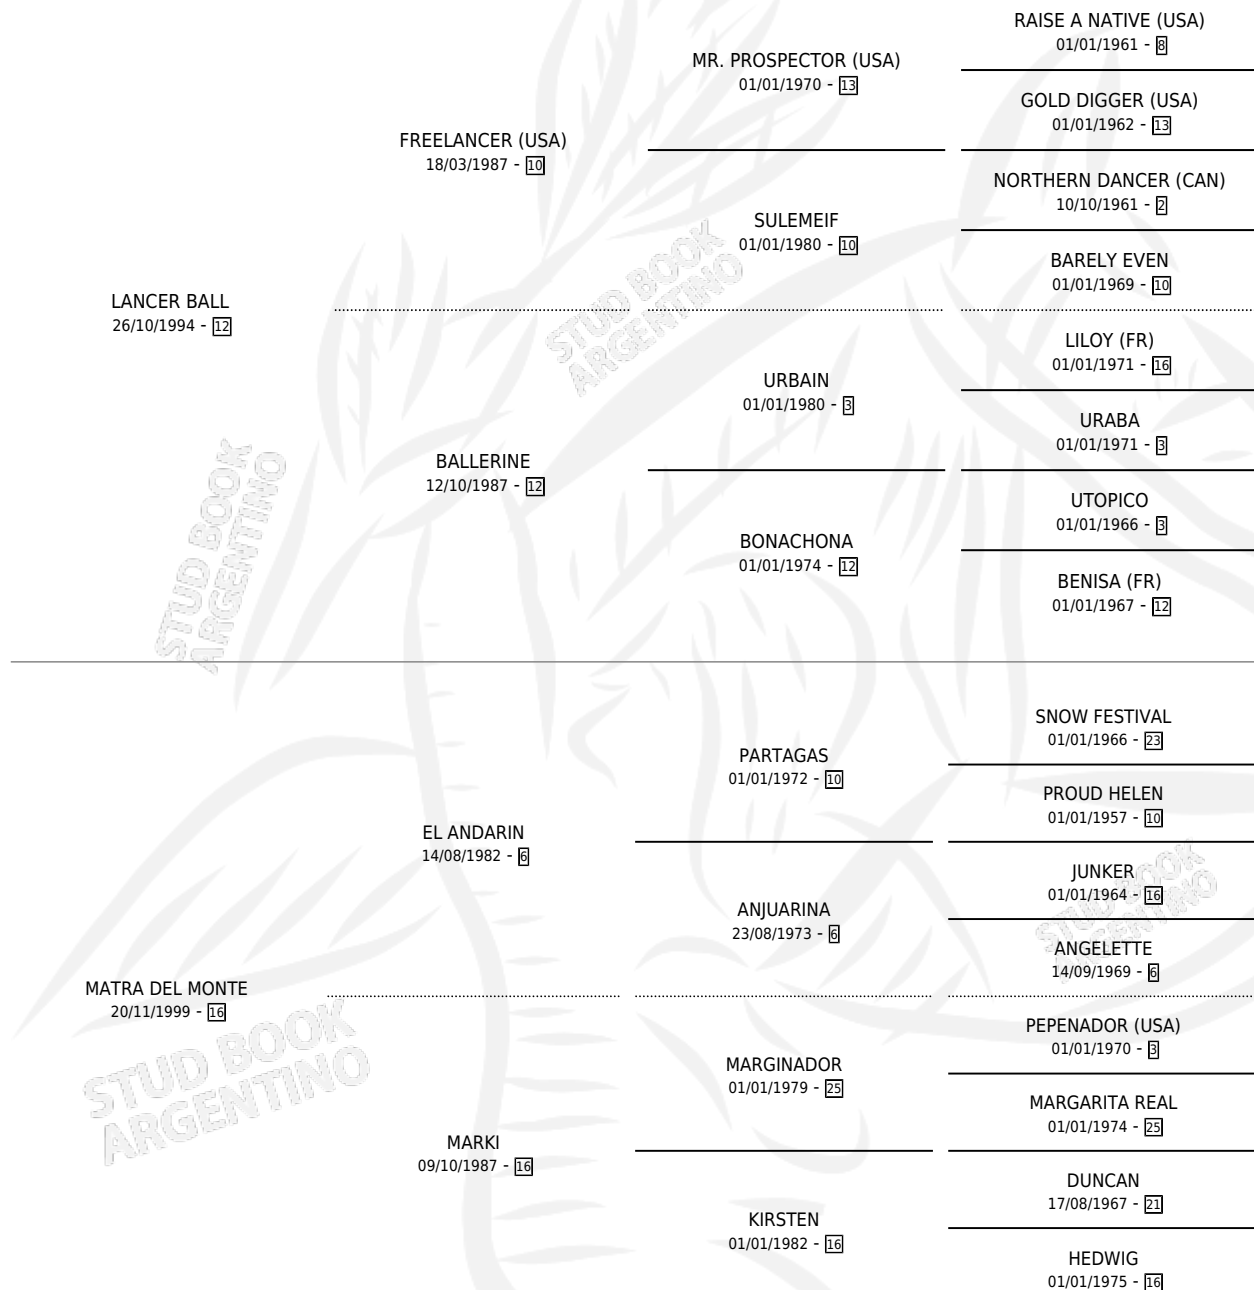 RAISE A NATIVE (USA)
01/01/1961 - 8
MR. PROSPECTOR (USA)
01/01/1970 - 13
GOLD DIGGER (USA)
01/01/1962 - 13
FREELANCER (USA)
18/03/1987 - 10
NORTHERN DANCER (CAN)
10/10/1961 - 2
SULEMEIF
01/01/1980 - 10
BARELY EVEN
01/01/1969 - 10
STUD BOOK
ARGENTINO
LANCER BALL
26/10/1994 - 12
LILOY (FR)
01/01/1971 - 16
URBAIN
01/01/1980 - 3
URABA
01/01/1971 - 3
BALLERINE
12/10/1987 - 12
UTOPICO
01/01/1966 - 3
BONACHONA
01/01/1974 - 12
BENISA (FR)
01/01/1967 - 12
STUD BOOK
ARGENTINO
SNOW FESTIVAL
01/01/1966 - 23
PARTAGAS
01/01/1972 - 10
PROUD HELEN
01/01/1957 - 10
EL ANDARIN
14/08/1982 - 6
JUNKER
01/01/1964 - 16
ANJUARINA
23/08/1973 - 6
ANGELETTE
14/09/1969 - 6
STUD BOOK
ARGENTINO
MATRA DEL MONTE
20/11/1999 - 16
PEPENADOR (USA)
01/01/1970 - 3
MARGINADOR
01/01/1979 - 25
MARGARITA REAL
01/01/1974 - 25
MARKI
09/10/1987 - 16
DUNCAN
17/08/1967 - 21
KIRSTEN
01/01/1982 - 16
HEDWIG
01/01/1975 - 16
STUD BOOK
ARGENTINO